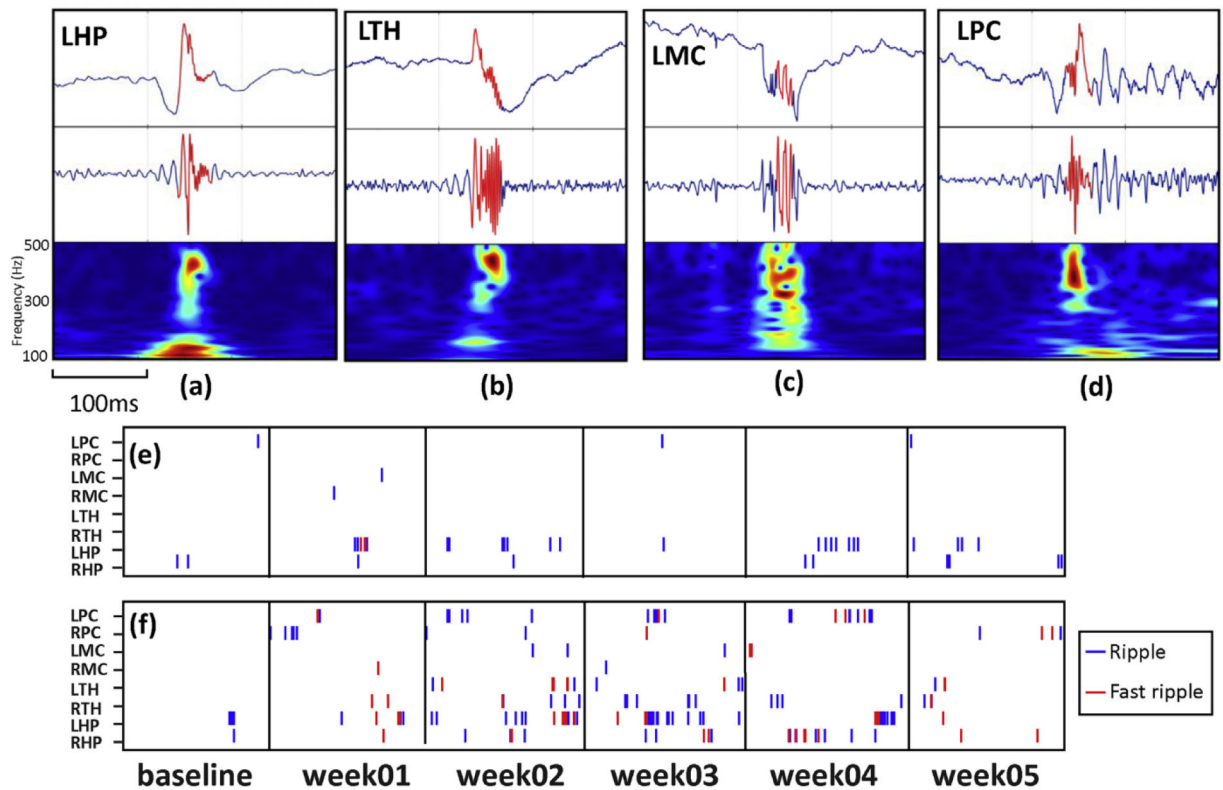 LHP
LTH
LMC
LPC
Frequency (Hz)
500
300
100
(a)
(b)
(c)
(d)
100ms
(e)
LPC
RPC
LMC
RMC
LTH
RTH
LHP
RHP
(f)
LPC
RPC
LMC
RMC
LTH
RTH
LHP
RHP
Ripple
Fast ripple
baseline week01 week02 week03 week04 week05